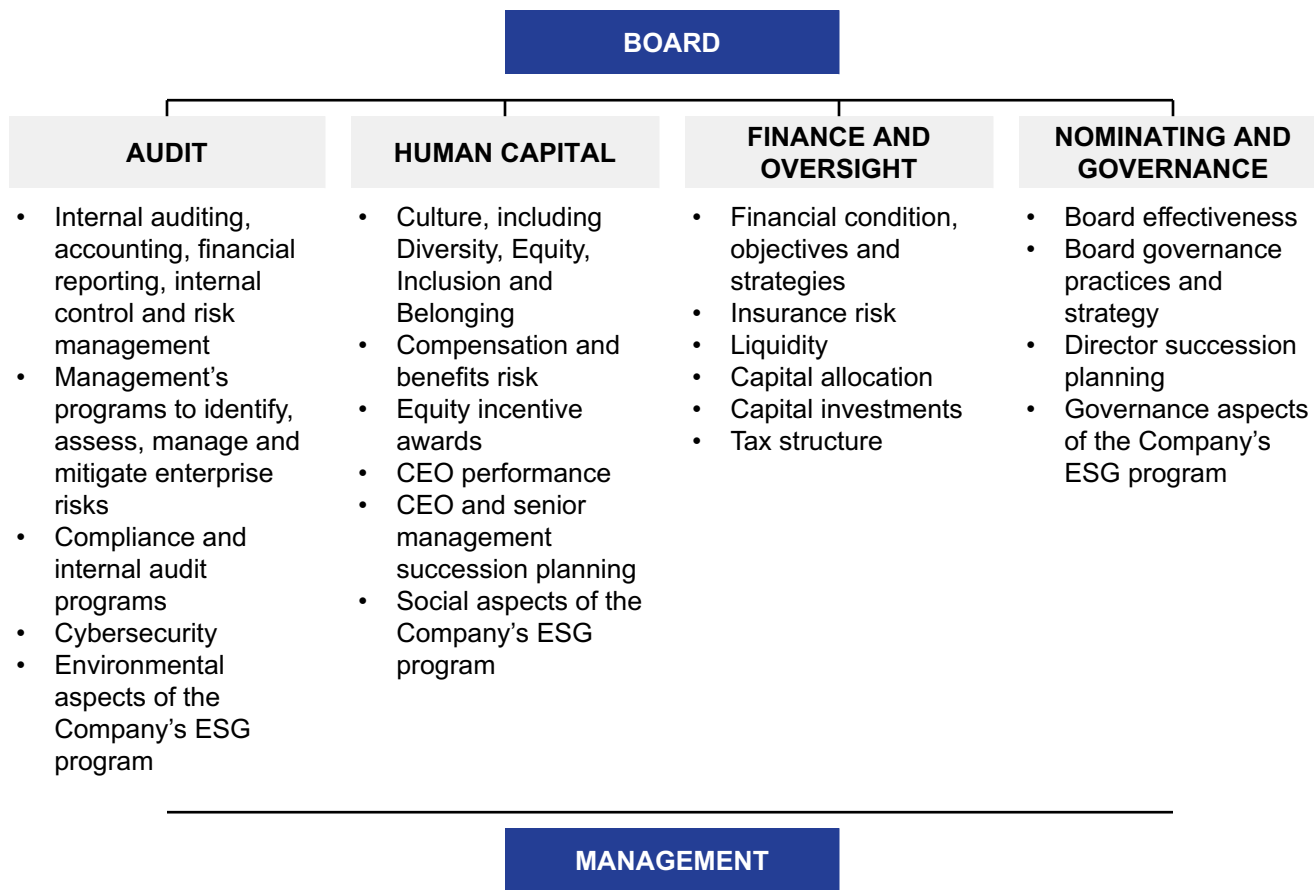 BOARD
AUDIT
• Internal auditing,
accounting, financial
reporting, internal
control and risk
management
• Management’s
programs to identify,
assess, manage and
mitigate enterprise
risks
• Compliance and
internal audit
programs
• Cybersecurity
• Environmental
aspects of the
Company’s ESG
program
HUMAN CAPITAL
• Culture, including
Diversity, Equity,
Inclusion and
Belonging
• Compensation and
benefits risk
• Equity incentive
awards
• CEO performance
• CEO and senior
management
succession planning
• Social aspects of the
Company’s ESG
program
FINANCE AND
OVERSIGHT
• Financial condition,
objectives and
strategies
• Insurance risk
• Liquidity
• Capital allocation
• Capital investments
• Tax structure
NOMINATING AND
GOVERNANCE
• Board effectiveness
• Board governance
practices and
strategy
• Director succession
planning
• Governance aspects
of the Company’s
ESG program
MANAGEMENT